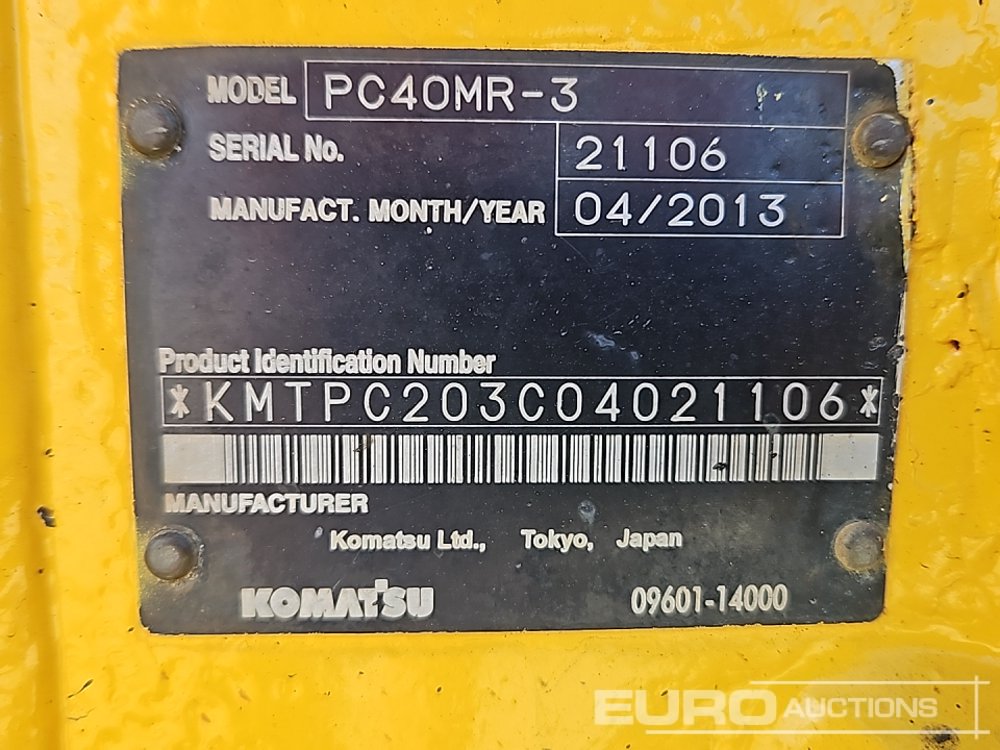 MODEL PC40MR-3
SERIAL No. 21106
MANUFACT. MONTH/YEAR 04/2013
Product Identification Number
*KMTPC203C04021106*
MANUFACTURER
Komatsu Ltd., Tokyo, Japan
KOMATSU 09601-14000
EURO AUCTIONS